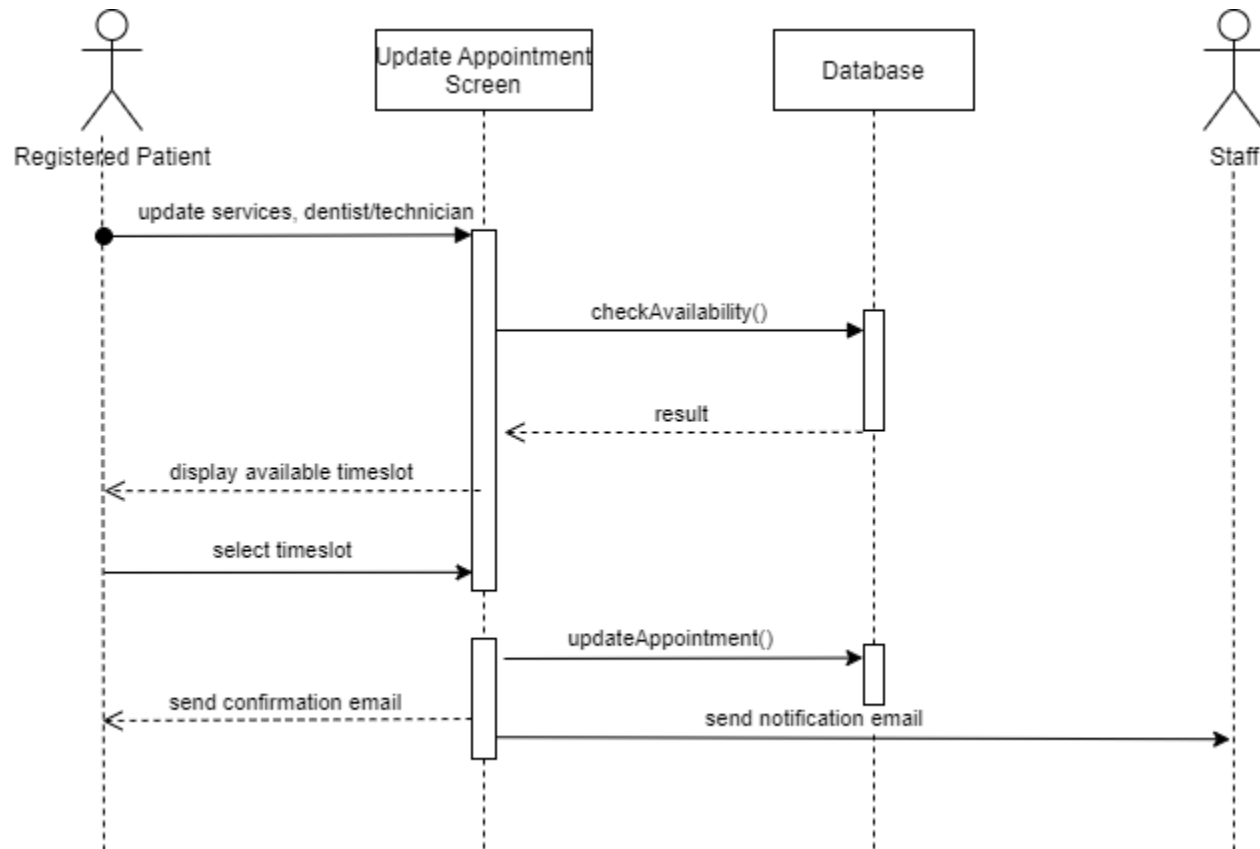 Update Appointment
Screen
Database
Registered Patient
Staff
update services, dentist/technician
checkAvailability()
result
display available timeslot
select timeslot
updateAppointment()
send confirmation email
send notification email